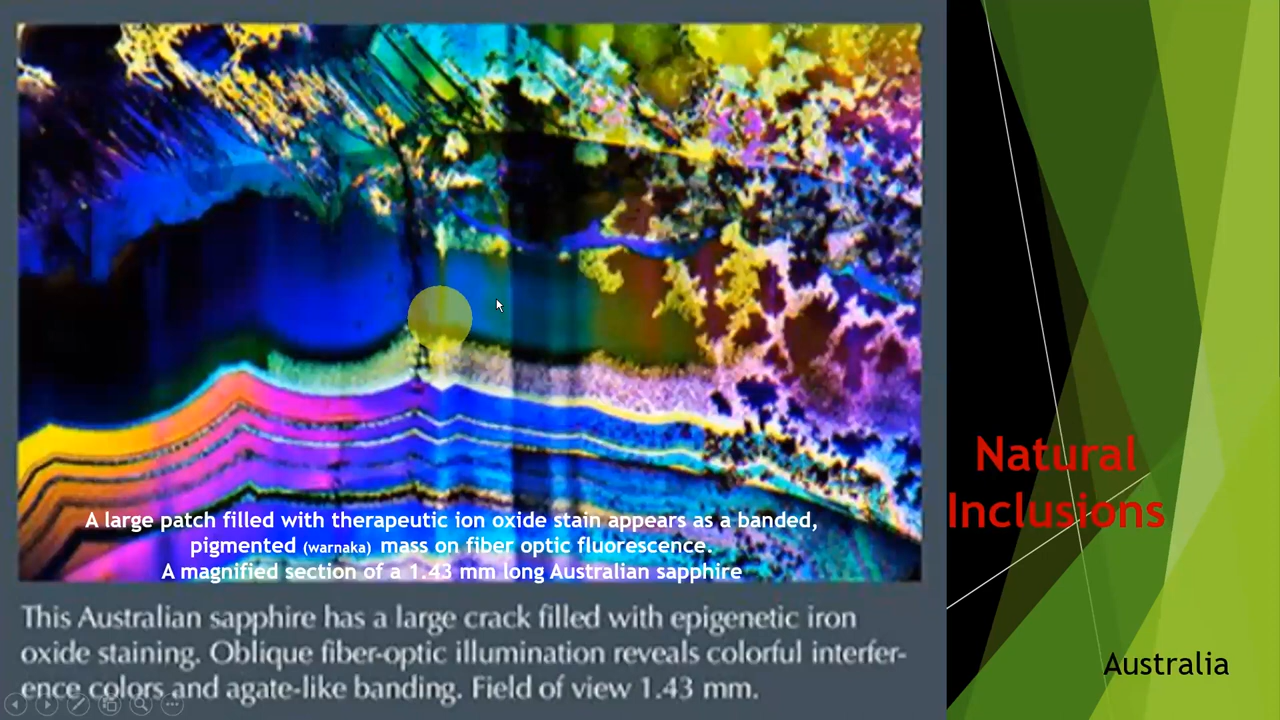 A large patch filled with therapeutic ion oxide stain appears as a banded,
pigmented (warnaka) mass on fiber optic fluorescence.
A magnified section of a 1.43 mm long Australian sapphire
This Australian sapphire has a large crack filled with epigenetic iron
oxide staining. Oblique fiber-optic illumination reveals colorful interfer-
ence colors and agate-like banding. Field of view 1.43 mm.
Natural
Inclusions
Australia